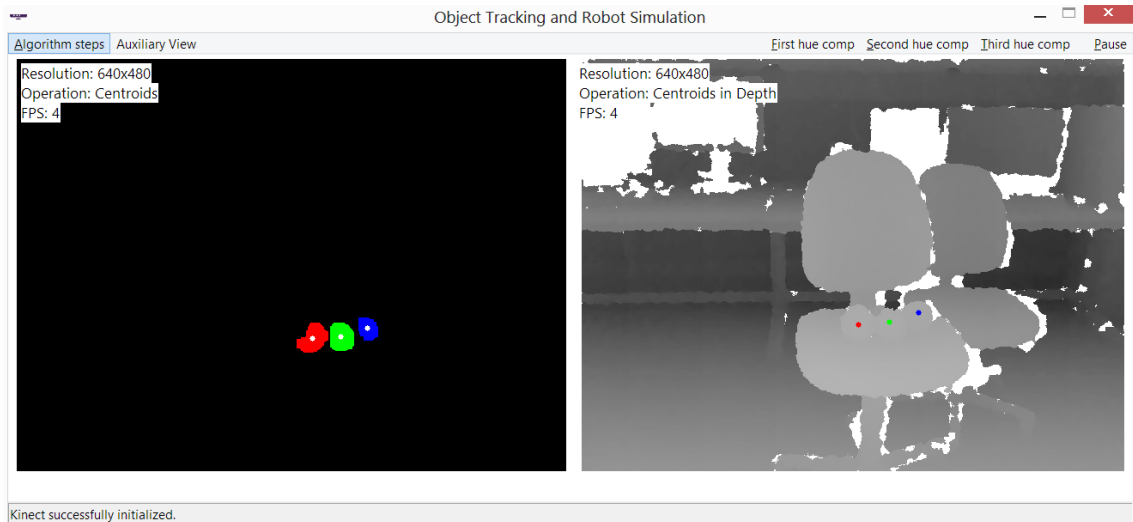 Object Tracking and Robot Simulation
Algorithm steps Auxiliary View First hue comp Second hue comp Third hue comp Pause
Resolution: 640x480
Operation: Centroids
FPS: 4
Resolution: 640x480
Operation: Centroids in Depth
FPS: 4
Kinect successfully initialized.